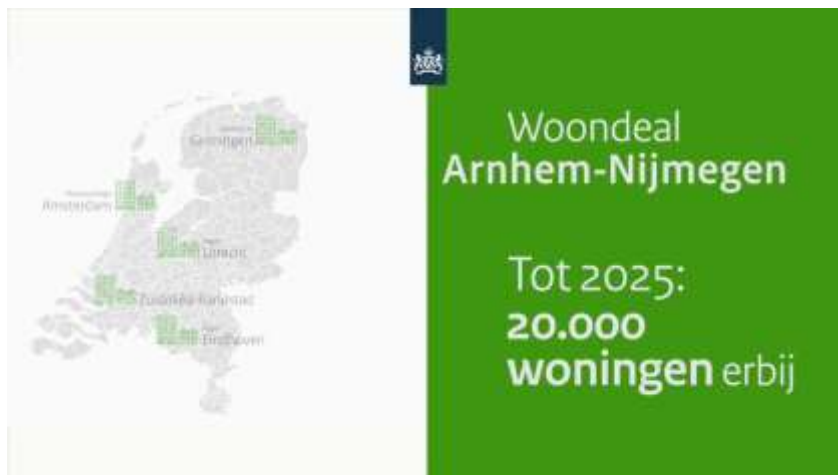 Groningen
Amsterdam
Utrecht
Zuidelijke Randstad
Eindhoven
Woondeal
Arnhem-Nijmegen
Tot 2025:
20.000
woningen erbij